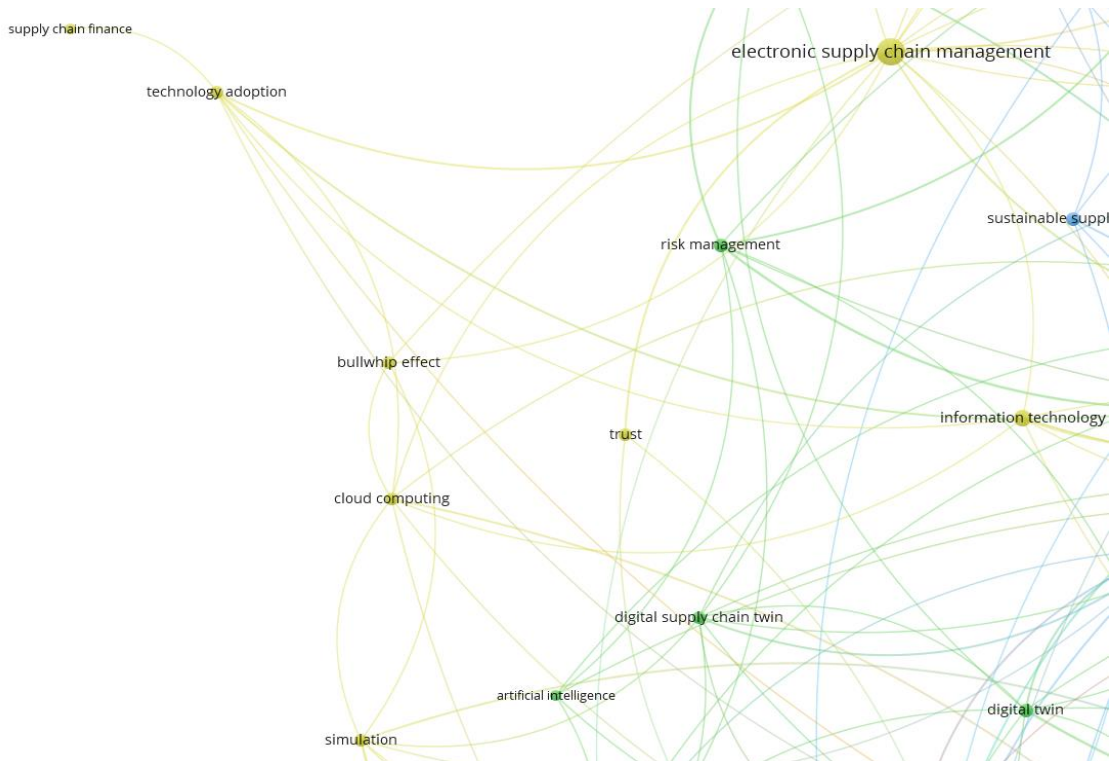 supply chain finance
electronic supply chain management
technology adoption
sustainable suppl
risk management
bullwhip effect
information technology
trust
cloud computing
digital supply chain twin
artificial intelligence
digital twin
simulation